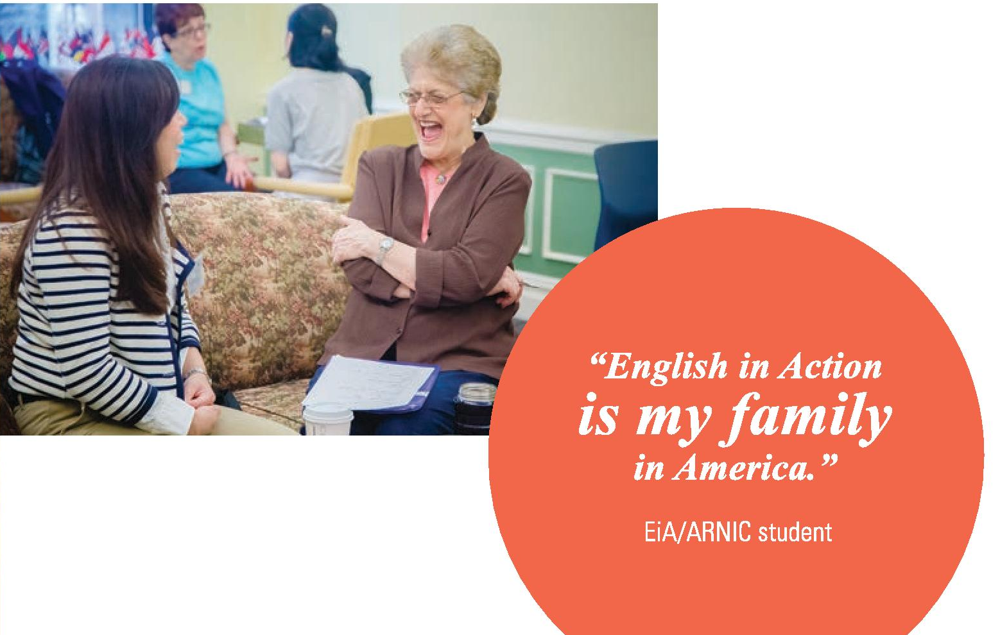 “English in Action
is my family
in America.”
EiA/ARNIC student